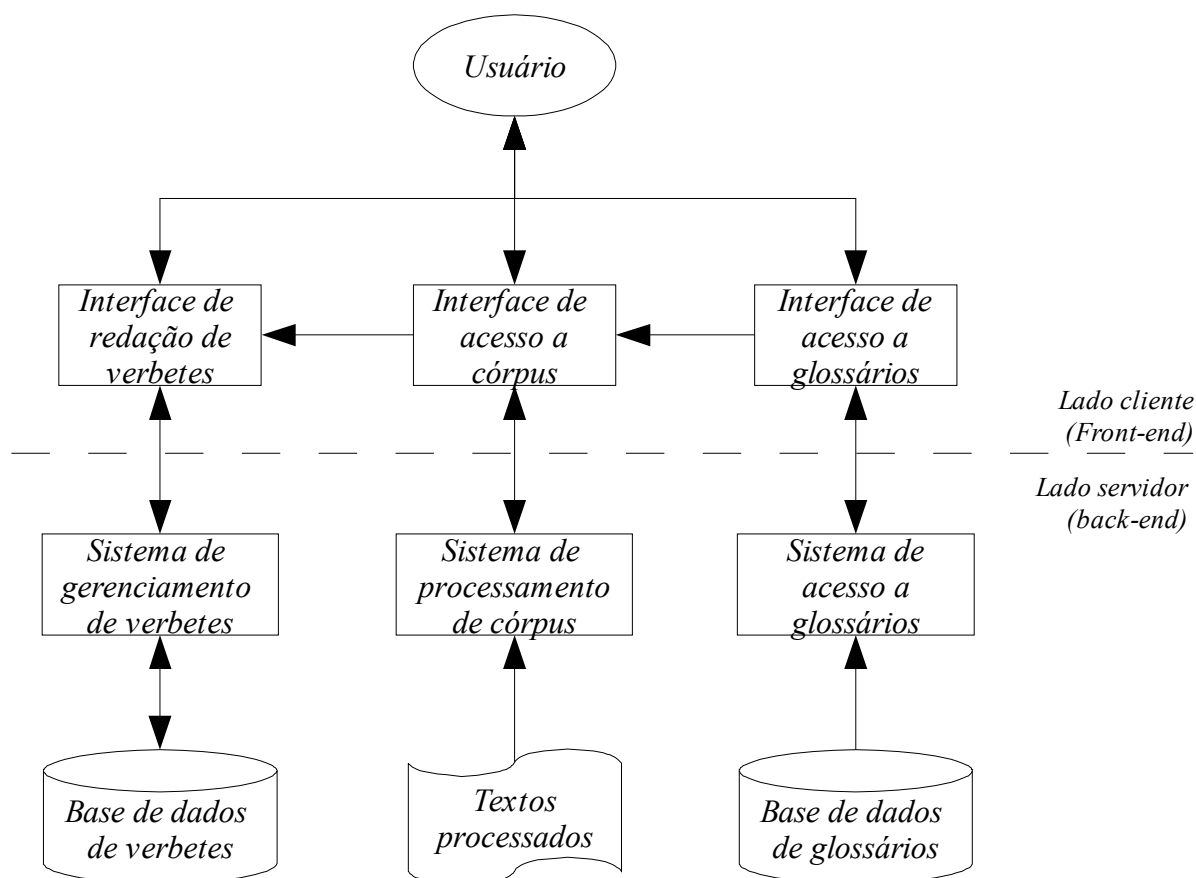 Usuário
Interface de
redação de
verbetes
Interface de
acesso a
córpus
Interface de
acesso a
glossários
Lado cliente
(Front-end)
Lado servidor
(back-end)
Sistema de
gerenciamento
de verbetes
Sistema de
processamento
de córpus
Sistema de
acesso a
glossários
Base de dados
de verbetes
Textos
processados
Base de dados
de glossários